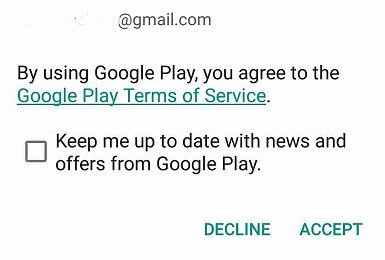 @gmail.com
By using Google Play, you agree to the
Google Play Terms of Service.
Keep me up to date with news and
offers from Google Play.
DECLINE ACCEPT